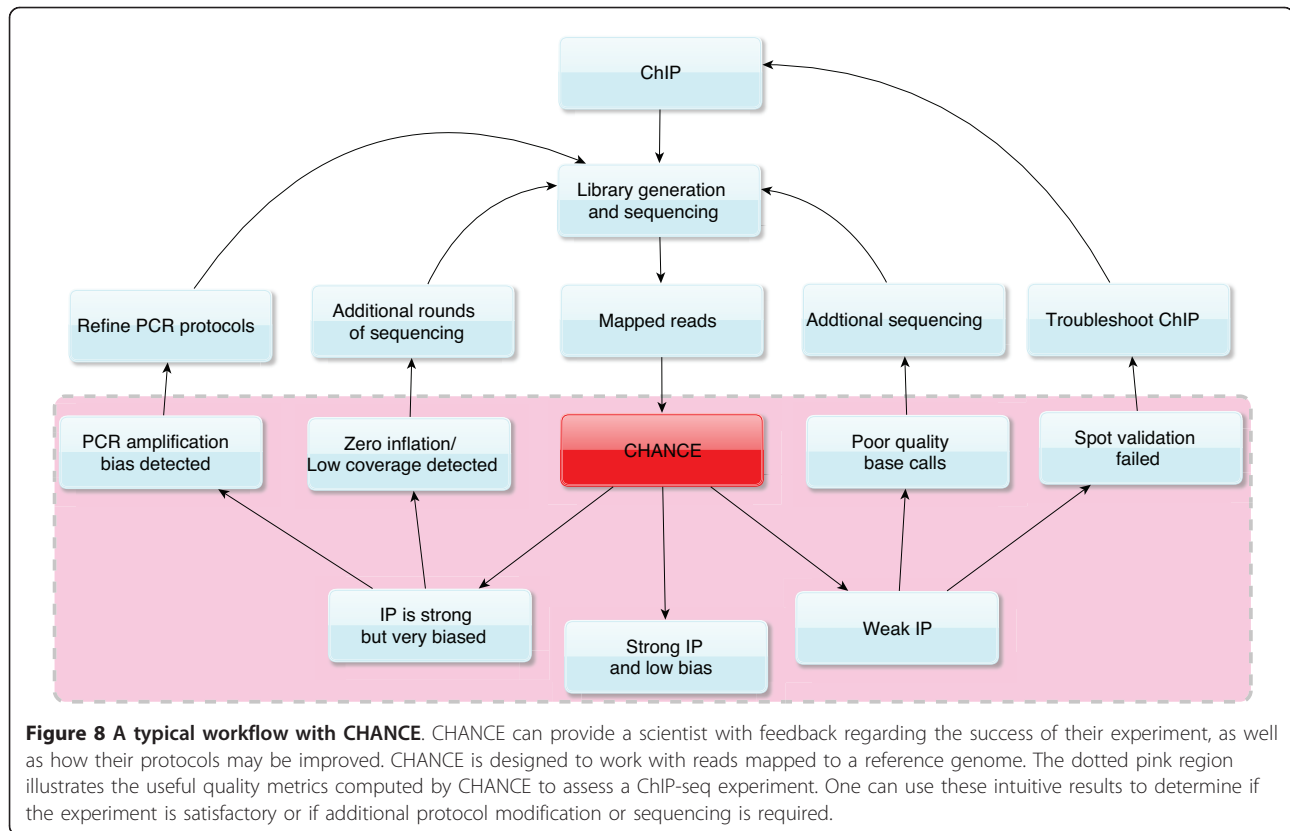 ChIP
Library generation
and sequencing
Refine PCR protocols
Additional rounds
of sequencing
Mapped reads
Addtional sequencing
Troubleshoot ChIP
PCR amplification
bias detected
Zero inflation/
Low coverage detected
CHANCE
Poor quality
base calls
Spot validation
failed
IP is strong
but very biased
Strong IP
and low bias
Weak IP
Figure 8 A typical workflow with CHANCE. CHANCE can provide a scientist with feedback regarding the success of their experiment, as well
as how their protocols may be improved. CHANCE is designed to work with reads mapped to a reference genome. The dotted pink region
illustrates the useful quality metrics computed by CHANCE to assess a ChIP-seq experiment. One can use these intuitive results to determine if
the experiment is satisfactory or if additional protocol modification or sequencing is required.